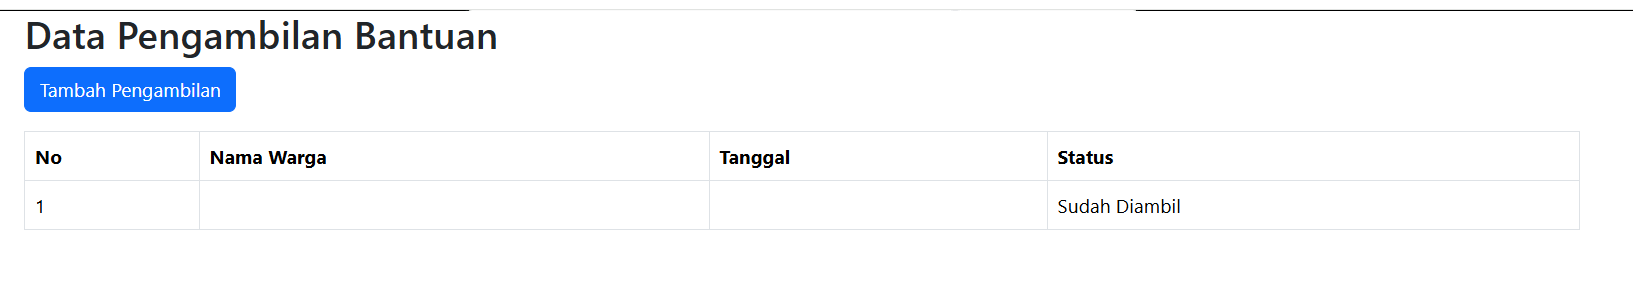 Data Pengambilan Bantuan
Tambah Pengambilan
No Nama Warga Tanggal Status
1 Sudah Diambil